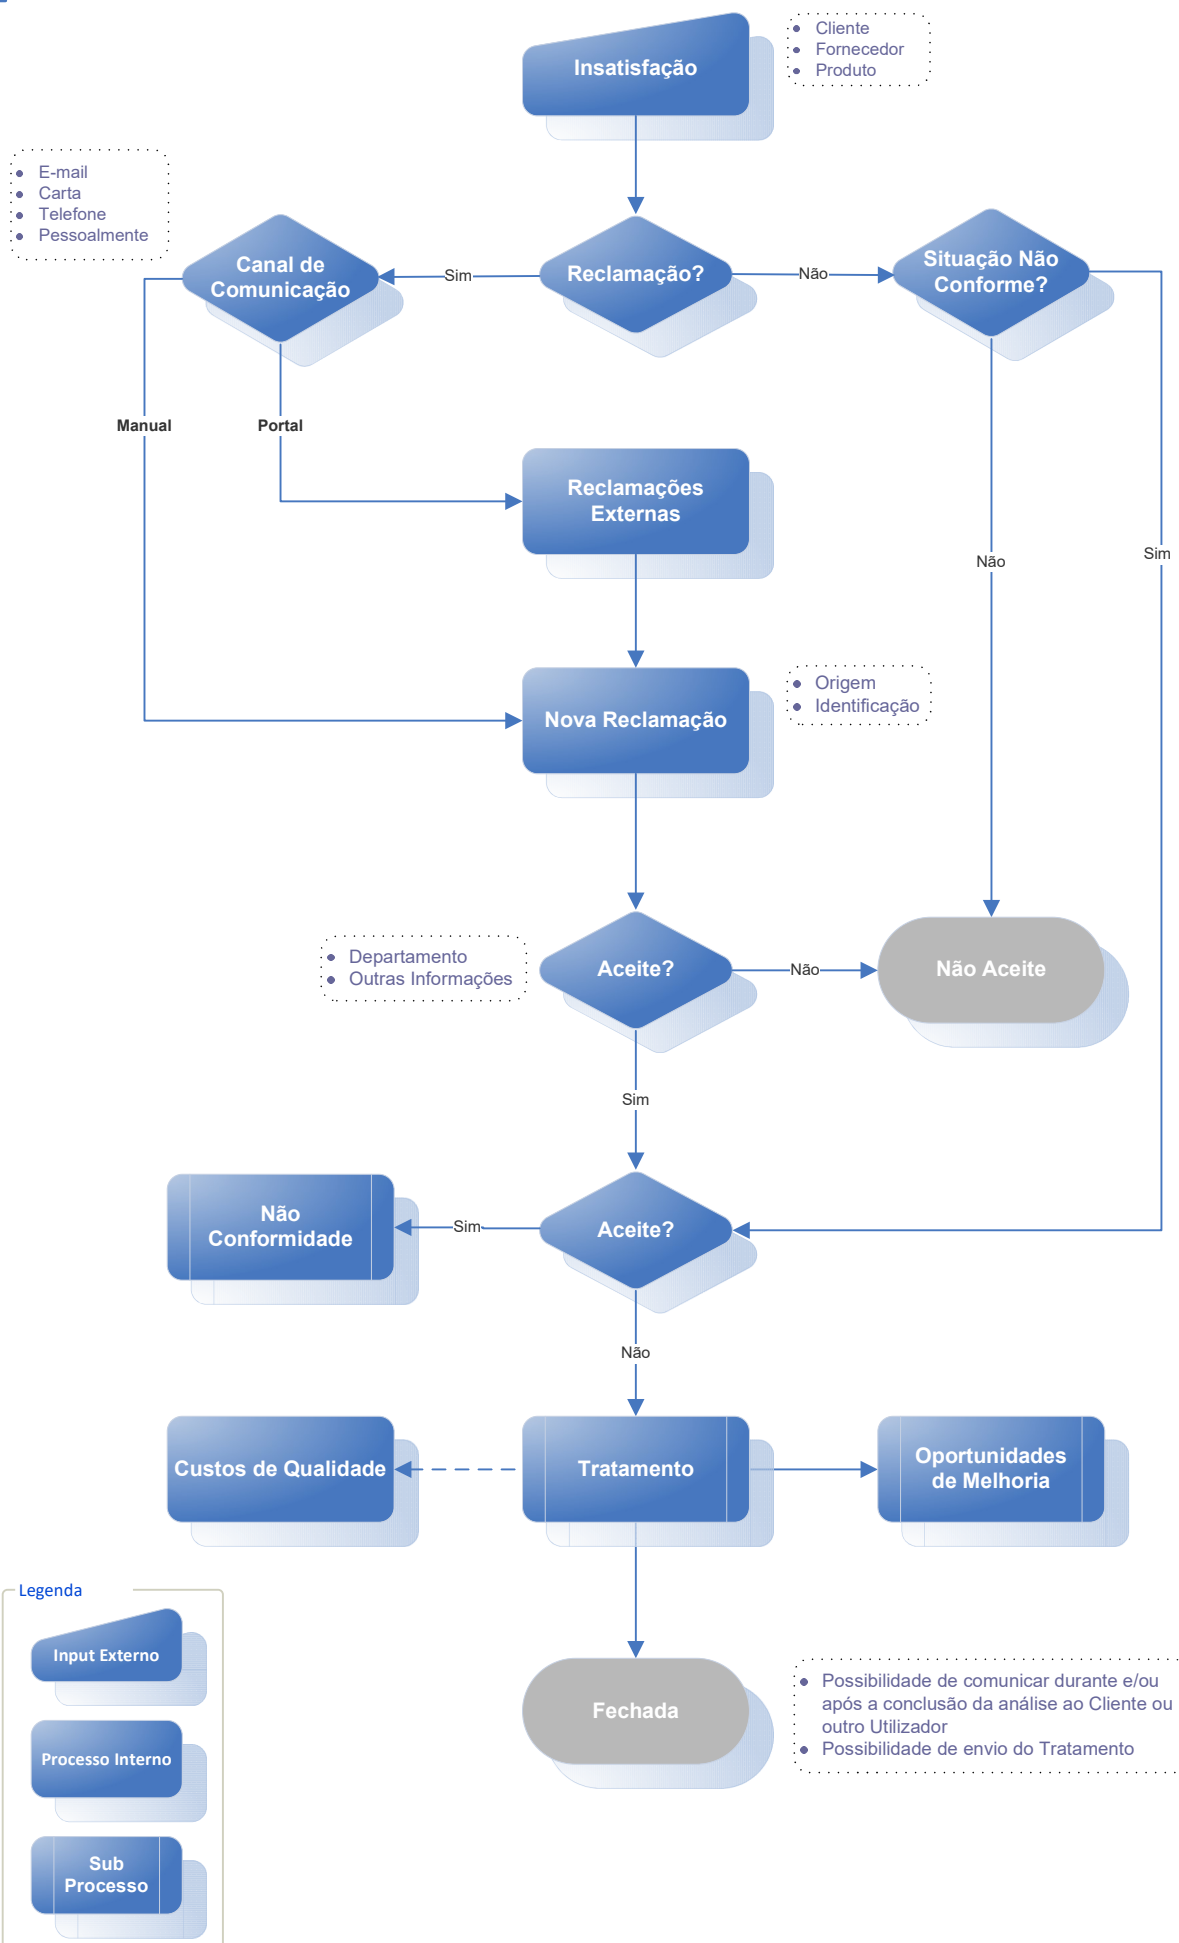 Insatisfação
• Cliente
• Fornecedor
• Produto
• E-mail
• Carta
• Telefone
• Pessoalmente
Canal de
Comunicação
Sim
Reclamação?
Não
Situação Não
Conforme?
Manual
Portal
Reclamações
Externas
Não
Sim
Nova Reclamação
• Origem
• Identificação
• Departamento
• Outras Informações
Aceite?
Não
Não Aceite
Sim
Não
Conformidade
Sim
Aceite?
Não
Custos de Qualidade
Tratamento
Oportunidades
de Melhoria
Legenda
Input Externo
Processo Interno
Sub
Processo
Fechada
• Possibilidade de comunicar durante e/ou
após a conclusão da análise ao Cliente ou
outro Utilizador
• Possibilidade de envio do Tratamento